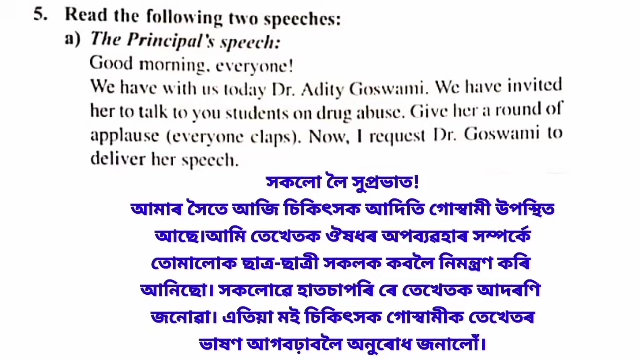 5. Read the following two speeches:
a) The Principal's speech:
Good morning, everyone!
We have with us today Dr. Adity Goswami. We have invited
her to talk to you students on drug abuse. Give her a round of
applause (everyone claps). Now, I request Dr. Goswami to
deliver her speech.
সকলো লৈ সুপ্ৰভাত!
আমাৰ সৈতে আজি চিকিৎসক আদিতি গোস্বামী উপস্থিত
আছে।আমি তেখেতক ঔষধৰ অপব্যৱহাৰ সম্পৰ্কে
তোমালোক ছাত্ৰ-ছাত্ৰী সকলক কবলৈ নিমন্ত্ৰণ কৰি
আনিছো। সকলোৱে হাতচাপৰি ৰে তেখেতক আদৰণি
জনোৱা। এতিয়া মই চিকিৎসক গোস্বামীক তেখেতৰ
ভাষণ আগবঢ়াবলৈ অনুৰোধ জনালোঁ।